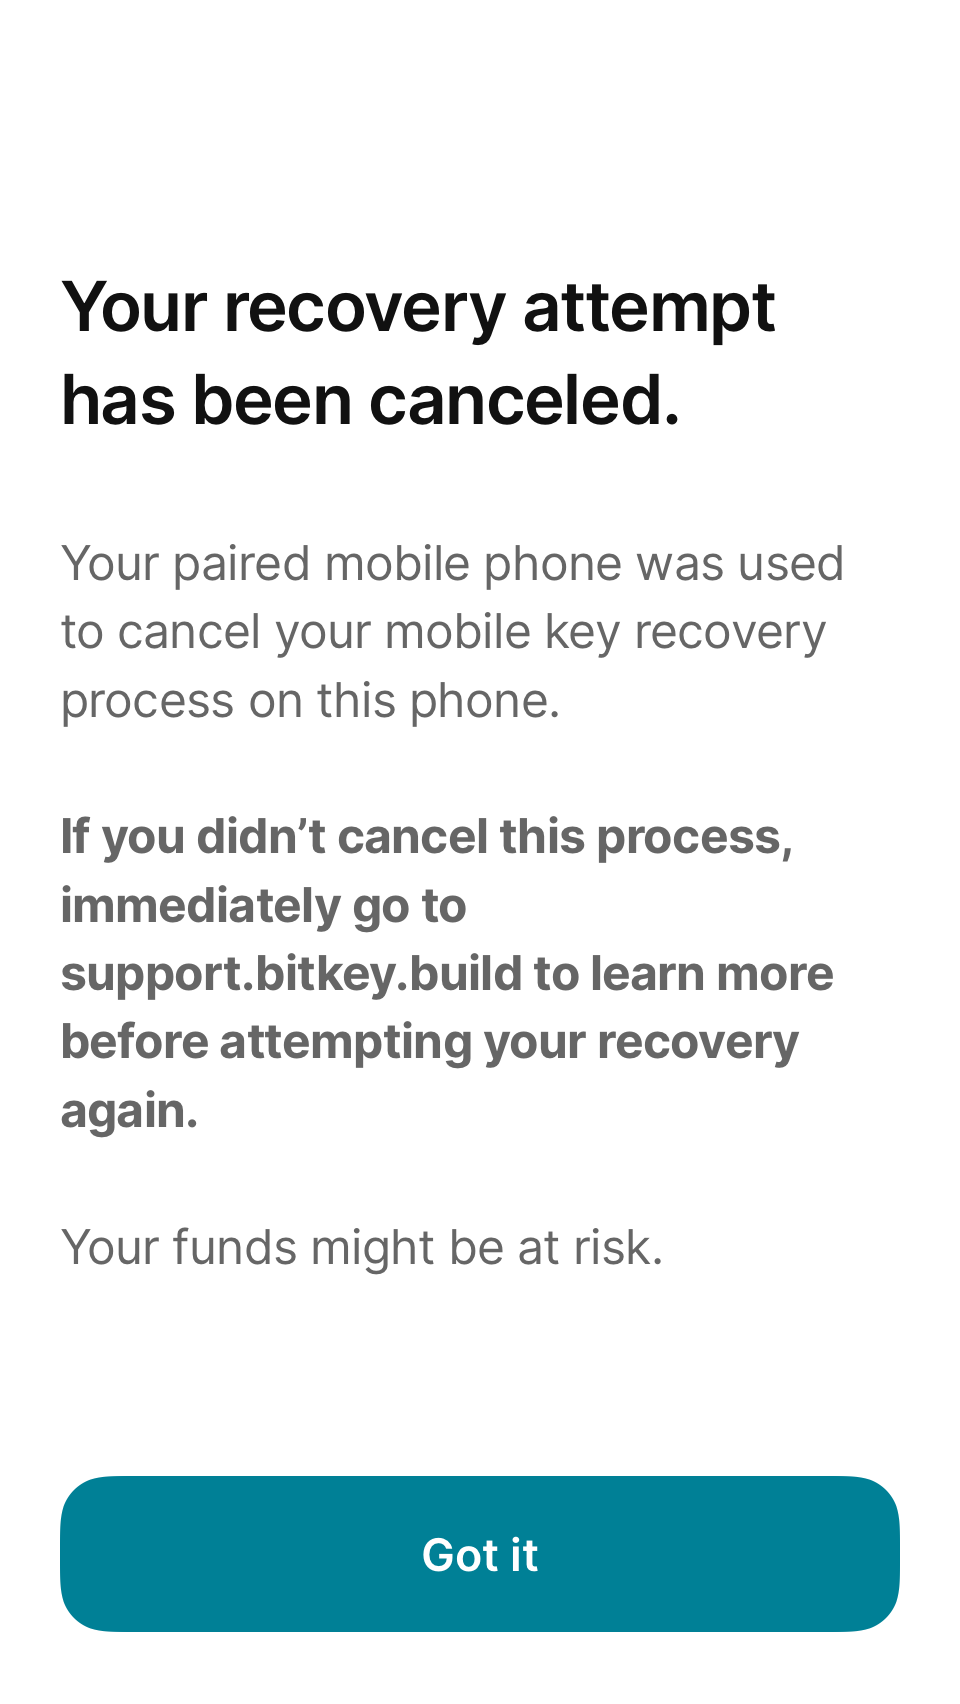 Your recovery attempt
has been canceled.
Your paired mobile phone was used
to cancel your mobile key recovery
process on this phone.
If you didn’t cancel this process,
immediately go to
support.bitkey.build to learn more
before attempting your recovery
again.
Your funds might be at risk.
Got it